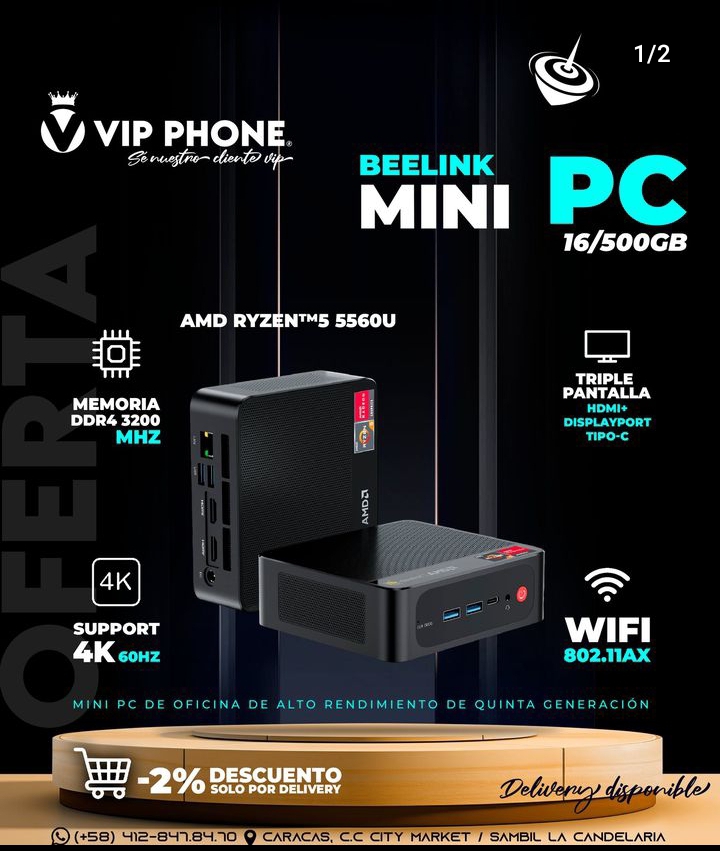 1/2
VIP PHONE®
Sé nuestro cliente vip
BEELINK
MINI PC
16/500GB
OFERTA
AMD RYZEN™5 5560U
MEMORIA
DDR4 3200
MHZ
TRIPLE
PANTALLA
HDMI+
DISPLAYPORT
TIPO-C
AMD
RYZEN
AMD
4K
SUPPORT
4K 60HZ
WIFI
802.11AX
MINI PC DE OFICINA DE ALTO RENDIMIENTO DE QUINTA GENERACIÓN
-2% DESCUENTO
SOLO POR DELIVERY
Delivery disponible
(+58) 412-847.84.70 CARACAS, C.C CITY MARKET / SAMBIL LA CANDELARIA